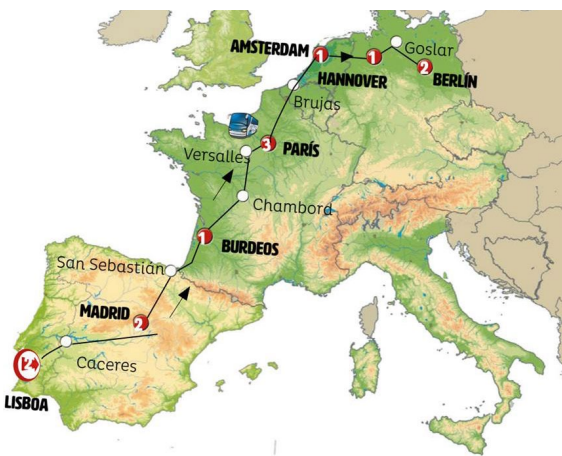 AMSTERDAM
1
1
Goslar
HANNOVER
2
BERLÍN
Brujas
3
PARÍS
Versalles
Chambord
1
BURDEOS
San Sebastián
MADRID
2
2
Caceres
LISBOA